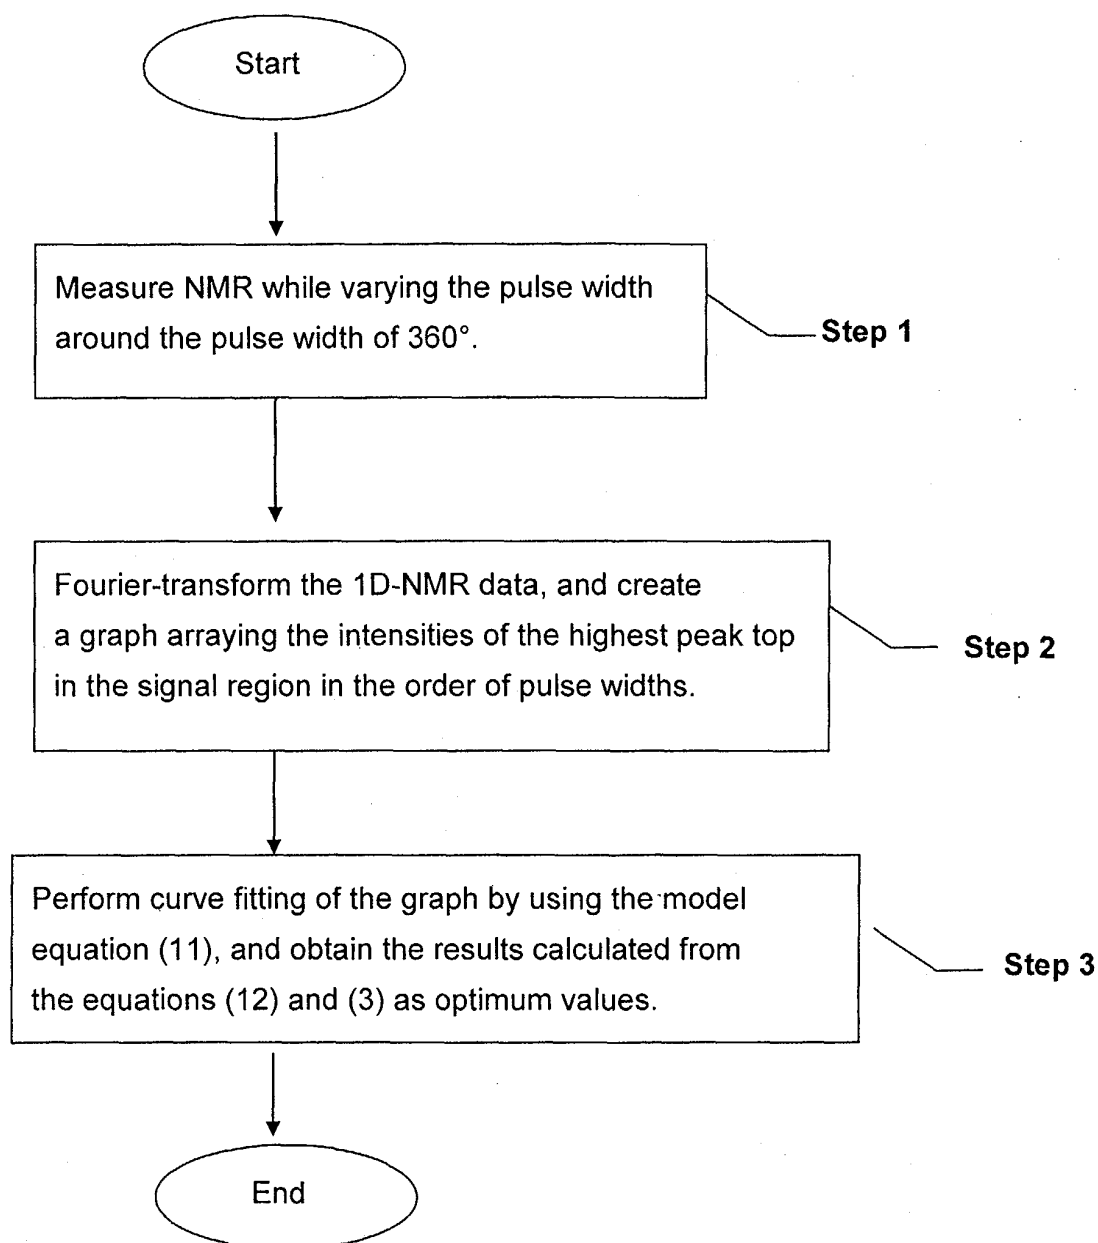 Start
Measure NMR while varying the pulse width
around the pulse width of 360°.
Step 1
Fourier-transform the 1D-NMR data, and create
a graph arraying the intensities of the highest peak top
in the signal region in the order of pulse widths.
Step 2
Perform curve fitting of the graph by using the model
equation (11), and obtain the results calculated from
the equations (12) and (3) as optimum values.
Step 3
End